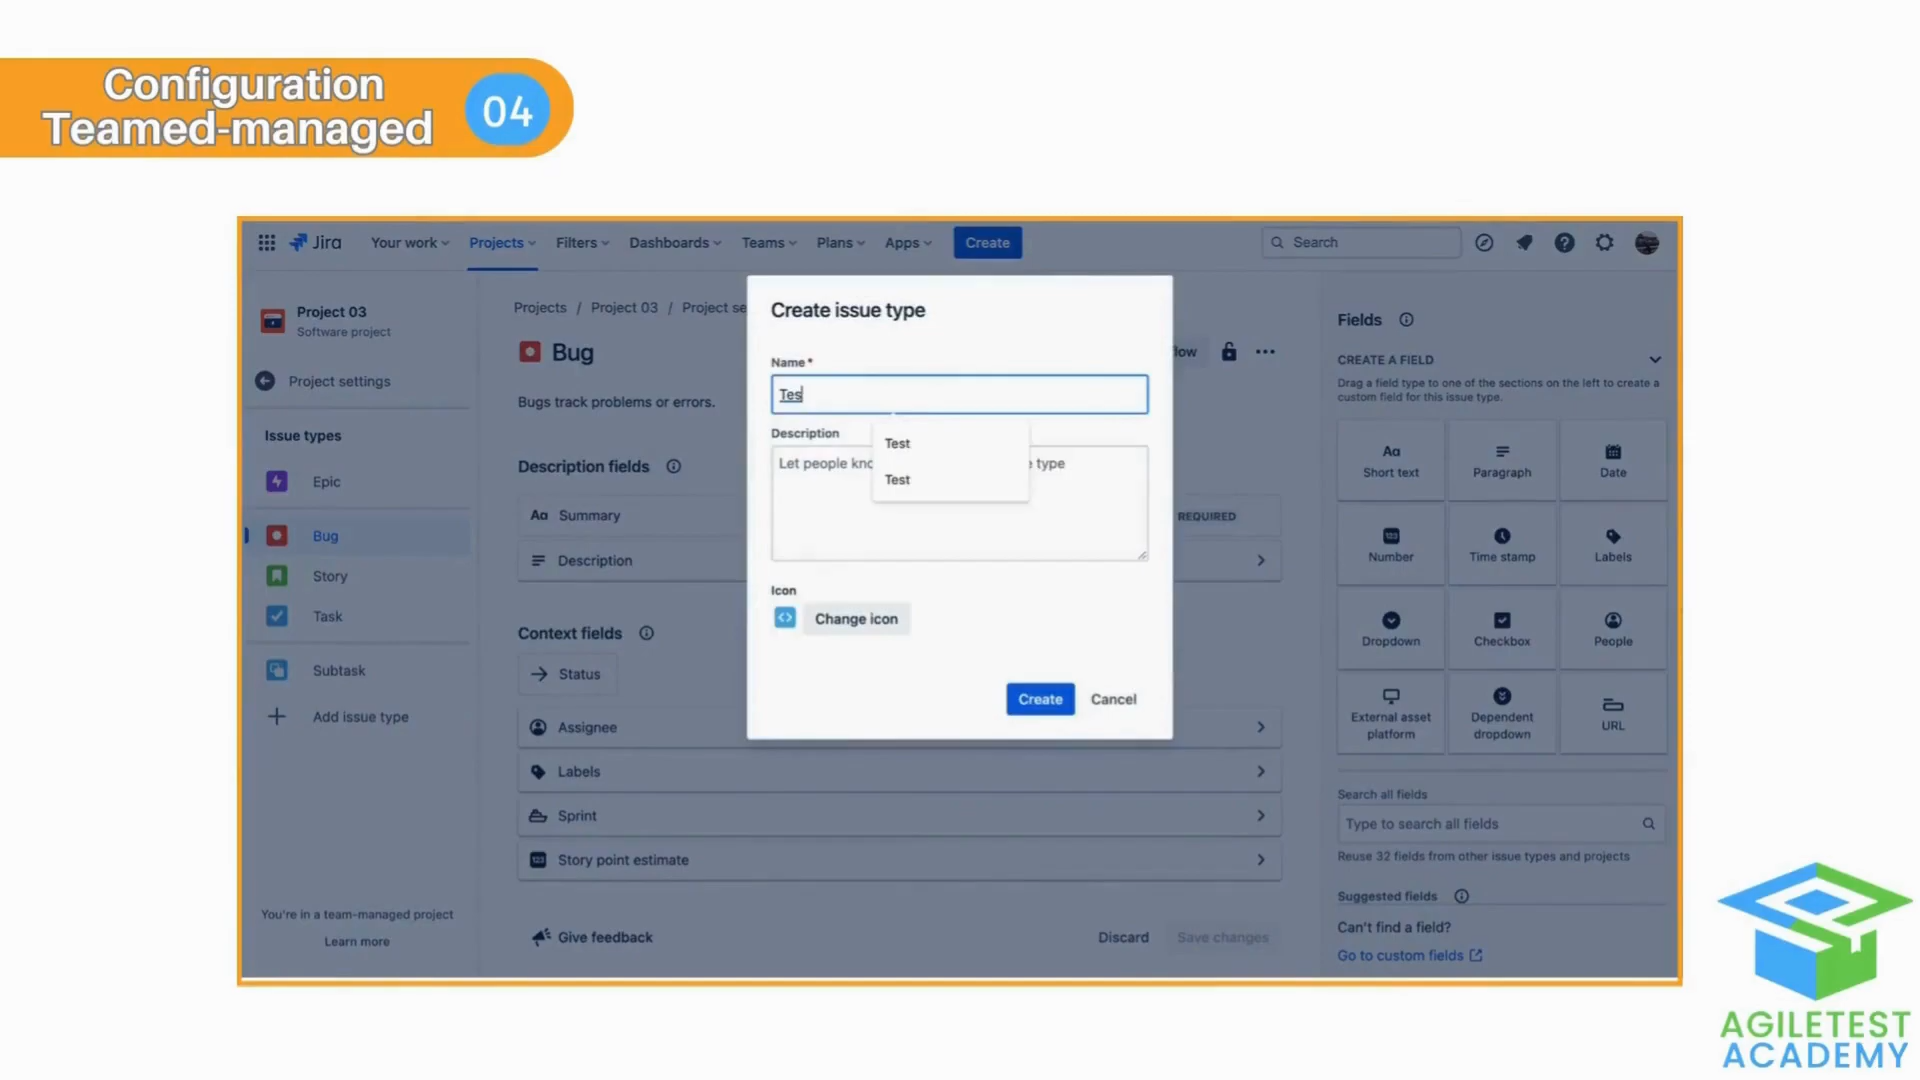 Configuration
Teamed-managed
04
Jira
Your work
Projects
Filters
Dashboards
Teams
Plans
Apps
Create
Search
Project 03
Software project
Project settings
Issue types
Epic
Bug
Story
Task
Subtask
Add issue type
You're in a team-managed project
Learn more
Projects / Project 03 / Project se
Bug
low
Bugs track problems or errors.
Description fields
Aa Summary
REQUIRED
Description
Context fields
Status
Assignee
Labels
Sprint
123 Story point estimate
Give feedback
Discard
Save changes
Create issue type
Name *
Tes
Test
Test
Description
Let people kno
e type
Icon
Change icon
Create
Cancel
Fields
CREATE A FIELD
Drag a field type to one of the sections on the left to create a
custom field for this issue type.
Aa
Short text
Paragraph
Date
123
Number
Time stamp
Labels
Dropdown
Checkbox
People
External asset
platform
Dependent
dropdown
URL
Search all fields
Type to search all fields
Reuse 32 fields from other issue types and projects
Suggested fields
Can't find a field?
Go to custom fields
AGILETEST
ACADEMY